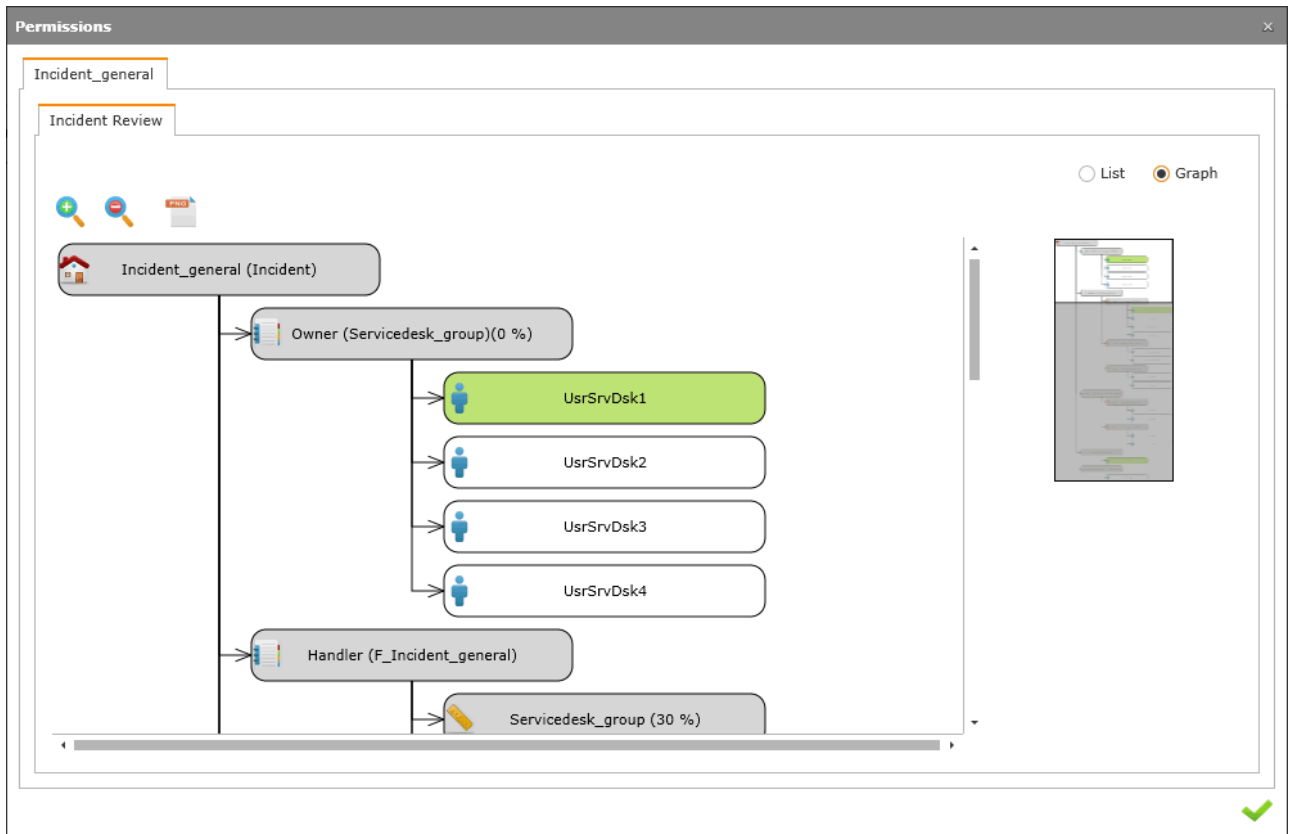 Permissions
Incident_general
Incident Review
List Graph
PNG
Incident_general (Incident)
Owner (Servicedesk_group)(0 %)
UsrSrvDsk1
UsrSrvDsk2
UsrSrvDsk3
UsrSrvDsk4
Handler (F_Incident_general)
Servicedesk_group (30 %)